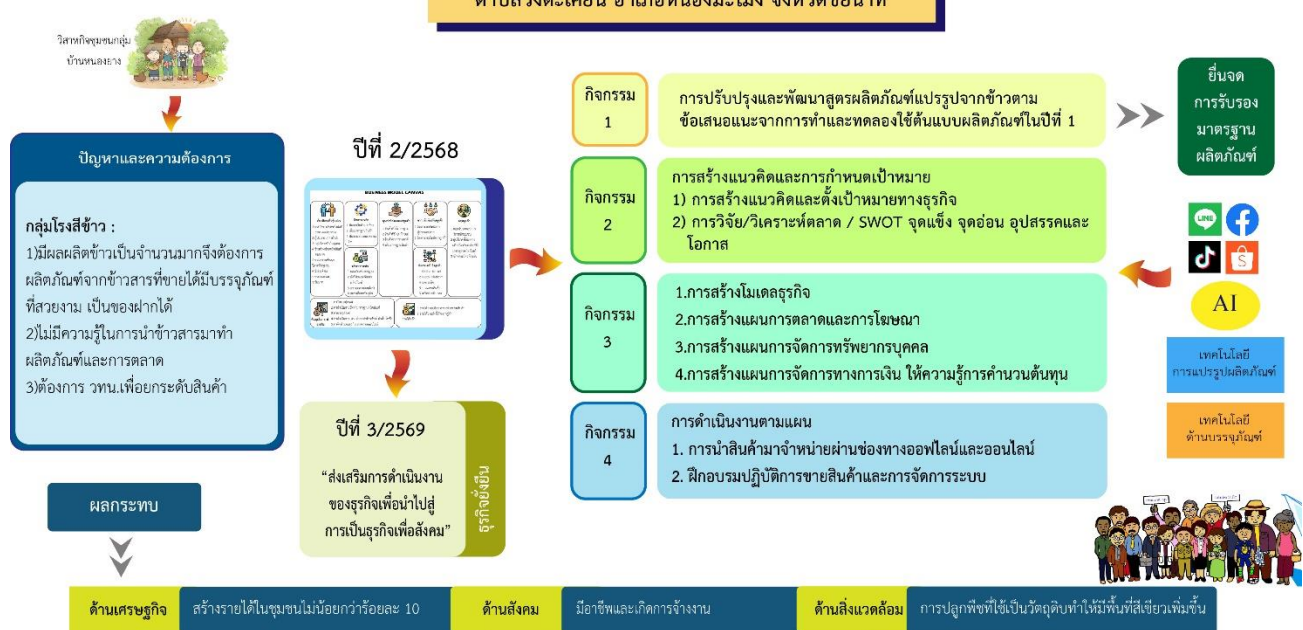 ตำบลวังตะเคียน อำเภอหนองมะโมง จังหวัดชัยนาท
วิสาหกิจชุมชนกลุ่ม
บ้านหนองยาง
ปัญหาและความต้องการ
กลุ่มโรงสีข้าว :
1)มีผลผลิตข้าวเป็นจำนวนมากจึงต้องการ
ผลิตภัณฑ์จากข้าวสารที่ขายได้มีบรรจุภัณฑ์
ที่สวยงาม เป็นของฝากได้
2)ไม่มีความรู้ในการนำข้าวสารมาทำ
ผลิตภัณฑ์และการตลาด
3)ต้องการ วทน.เพื่อยกระดับสินค้า
ปีที่ 2/2568
BUSINESS MODEL CANVAS
ปีที่ 3/2569
“ส่งเสริมการดำเนินงาน
ของธุรกิจเพื่อนำไปสู่
การเป็นธุรกิจเพื่อสังคม”
ธุรกิจยั่งยืน
กิจกรรม
1
การปรับปรุงและพัฒนาสูตรผลิตภัณฑ์แปรรูปจากข้าวตาม
ข้อเสนอแนะจากการทำและทดลองใช้ต้นแบบผลิตภัณฑ์ในปีที่ 1
กิจกรรม
2
การสร้างแนวคิดและการกำหนดเป้าหมาย
1) การสร้างแนวคิดและตั้งเป้าหมายทางธุรกิจ
2) การวิจัย/วิเคราะห์ตลาด / SWOT จุดแข็ง จุดอ่อน อุปสรรคและ
โอกาส
กิจกรรม
3
1.การสร้างโมเดลธุรกิจ
2.การสร้างแผนการตลาดและการโฆษณา
3.การสร้างแผนการจัดการทรัพยากรบุคคล
4.การสร้างแผนการจัดการทางการเงิน ให้ความรู้การคำนวนต้นทุน
กิจกรรม
4
การดำเนินงานตามแผน
1. การนำสินค้ามาจำหน่ายผ่านช่องทางออฟไลน์และออนไลน์
2. ฝึกอบรมปฏิบัติการขายสินค้าและการจัดการระบบ
ยื่นจด
การรับรอง
มาตรฐาน
ผลิตภัณฑ์
LINE
AI
เทคโนโลยี
การแปรรูปผลิตภัณฑ์
เทคโนโลยี
ด้านบรรจุภัณฑ์
ผลกระทบ
ด้านเศรษฐกิจ
สร้างรายได้ในชุมชนไม่น้อยกว่าร้อยละ 10
ด้านสังคม
มีอาชีพและเกิดการจ้างงาน
ด้านสิ่งแวดล้อม
การปลูกพืชที่ใช้เป็นวัตถุดิบทำให้มีพื้นที่สีเขียวเพิ่มขึ้น